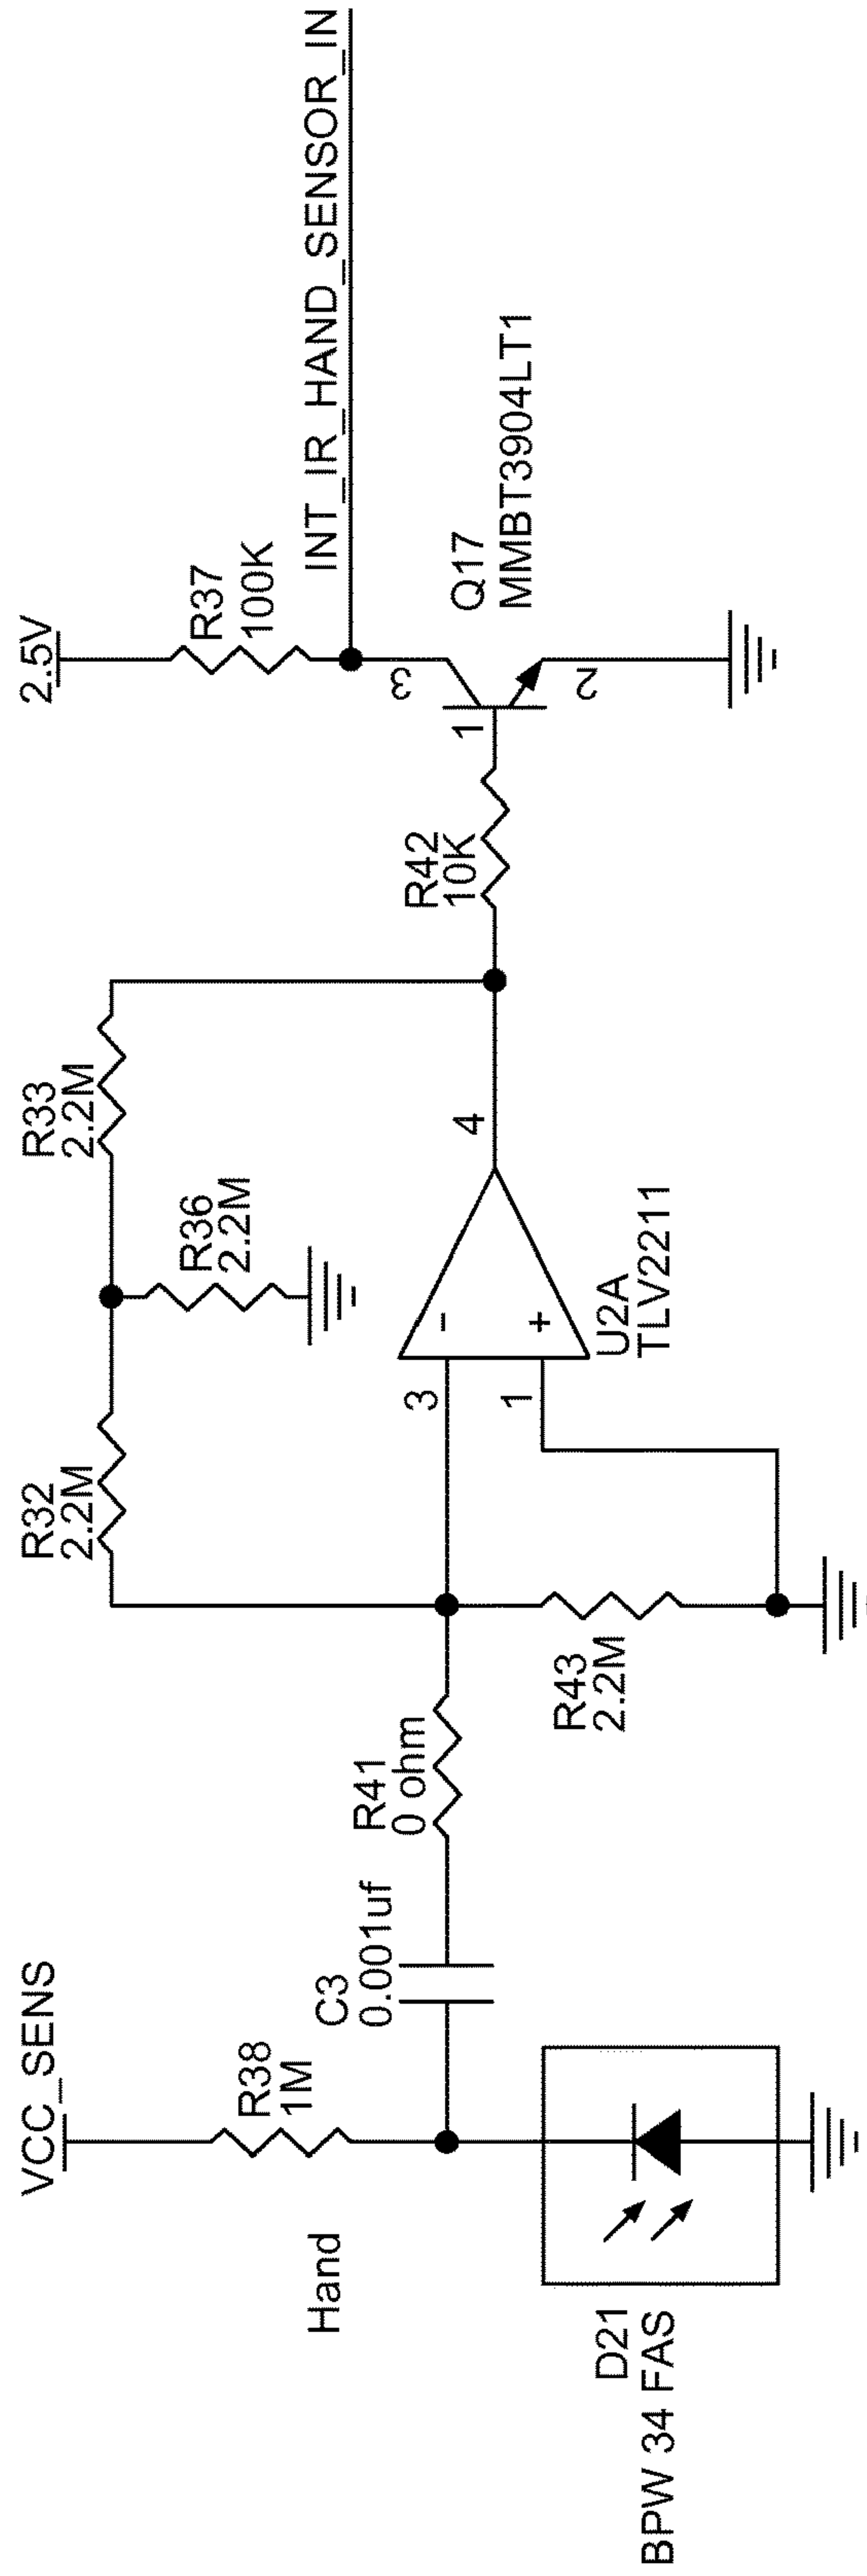 VCC_SENS
R38
1M
Hand
D21
BPW 34 FAS
C3
0.001uf
R41
0 ohm
R43
2.2M
R32
2.2M
R36
2.2M
R33
2.2M
3
1
-
+
4
U2A
TLV2211
R42
10K
2.5V
R37
100K
3
1
2
Q17
MMBT3904LT1
INT_IR_HAND_SENSOR_IN